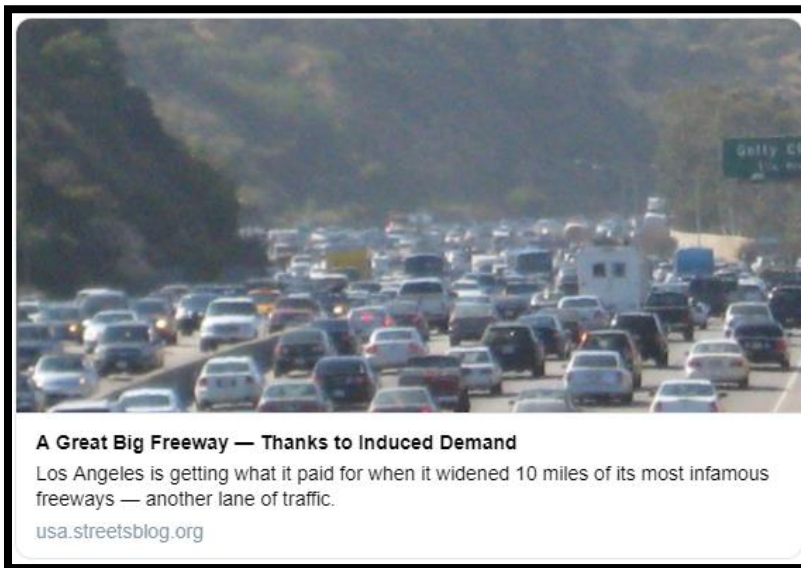 Getty
A Great Big Freeway — Thanks to Induced Demand
Los Angeles is getting what it paid for when it widened 10 miles of its most infamous
freeways — another lane of traffic.
usa.streetsblog.org